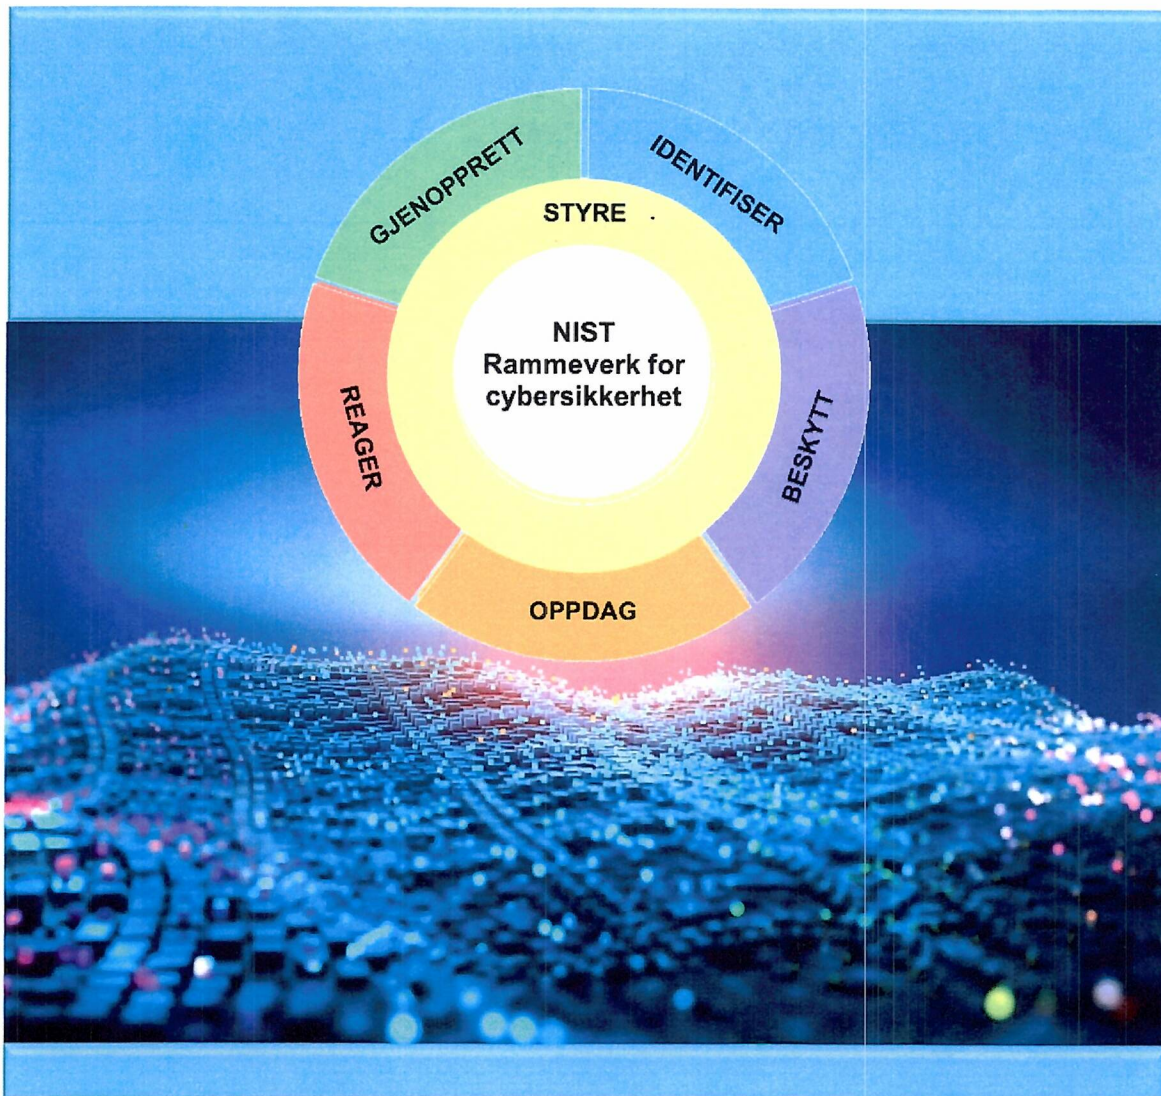 GJENOPPRETT
IDENTIFISER
STYRE
NIST
Rammeverk for
cybersikkerhet
REAGER
BESKYTT
OPPDAG